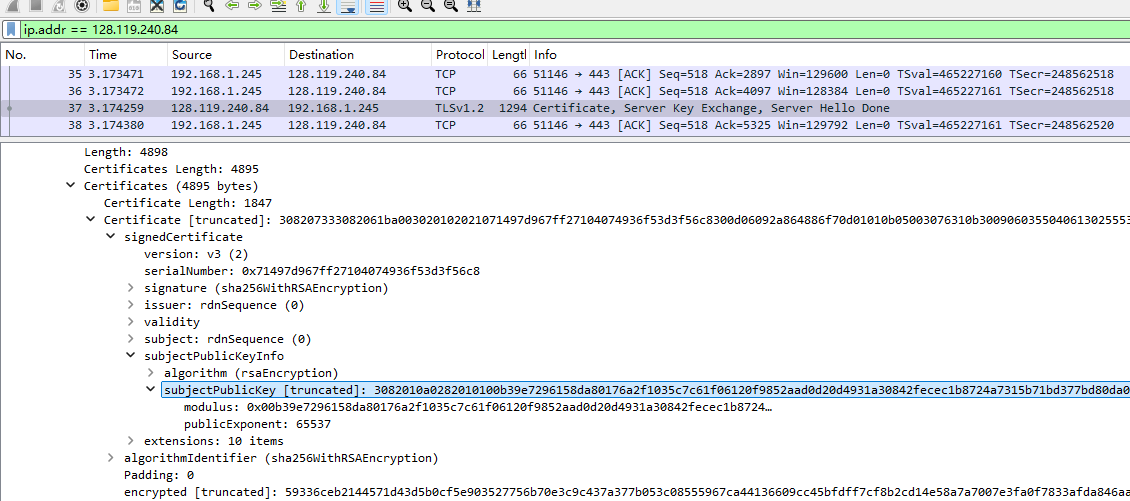 ip.addr == 128.119.240.84
No. Time Source Destination Protocol Length Info
35 3.173471 192.168.1.245 128.119.240.84 TCP 66 51146 → 443 [ACK] Seq=518 Ack=2897 Win=129600 Len=0 TSval=465227160 TSecr=248562518
36 3.173472 192.168.1.245 128.119.240.84 TCP 66 51146 → 443 [ACK] Seq=518 Ack=4097 Win=128384 Len=0 TSval=465227160 TSecr=248562518
37 3.174259 128.119.240.84 192.168.1.245 TLSv1.2 1294 Certificate, Server Key Exchange, Server Hello Done
38 3.174380 192.168.1.245 128.119.240.84 TCP 66 51146 → 443 [ACK] Seq=518 Ack=5325 Win=129792 Len=0 TSval=465227161 TSecr=248562520
Length: 4898
Certificates Length: 4895
Certificates (4895 bytes)
Certificate Length: 1847
Certificate [truncated]: 308207333082061ba003020102021071497d967ff27104074936f53d3f56c8300d06092a864886f70d01010b05003076310b3009060355040613025553
signedCertificate
version: v3 (2)
serialNumber: 0x71497d967ff27104074936f53d3f56c8
signature (sha256WithRSAEncryption)
issuer: rdnSequence (0)
validity
subject: rdnSequence (0)
subjectPublicKeyInfo
algorithm (rsaEncryption)
subjectPublicKey [truncated]: 3082010a0282010100b39e7296158da80176a2f1035c7c61f06120f9852aad0d20d4931a30842fecec1b8724a7315b71bd377bd80da0
modulus: 0x00b39e7296158da80176a2f1035c7c61f06120f9852aad0d20d4931a30842fecec1b8724…
publicExponent: 65537
extensions: 10 items
algorithmIdentifier (sha256WithRSAEncryption)
Padding: 0
encrypted [truncated]: 59336ceb2144571d43d5b0cf5e903527756b70e3c9c437a377b053c08555967ca44136609cc45bfdff7cf8b2cd14e58a7a7007e3fa0f7833afda846aa